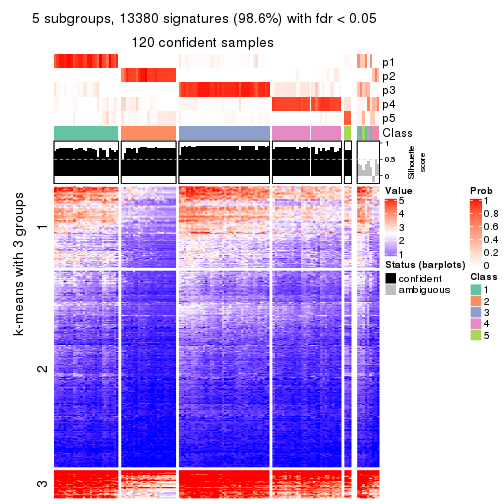 5 subgroups, 13380 signatures (98.6%) with fdr < 0.05
120 confident samples
p1
p2
p3
p4
p5
Class
1
0.5
0
Silhouette
score
k-means with 3 groups
1
2
3
Value
5
4
3
2
1
Status (barplots)
confident
ambiguous
Prob
1
0.8
0.6
0.4
0.2
0
Class
1
2
3
4
5